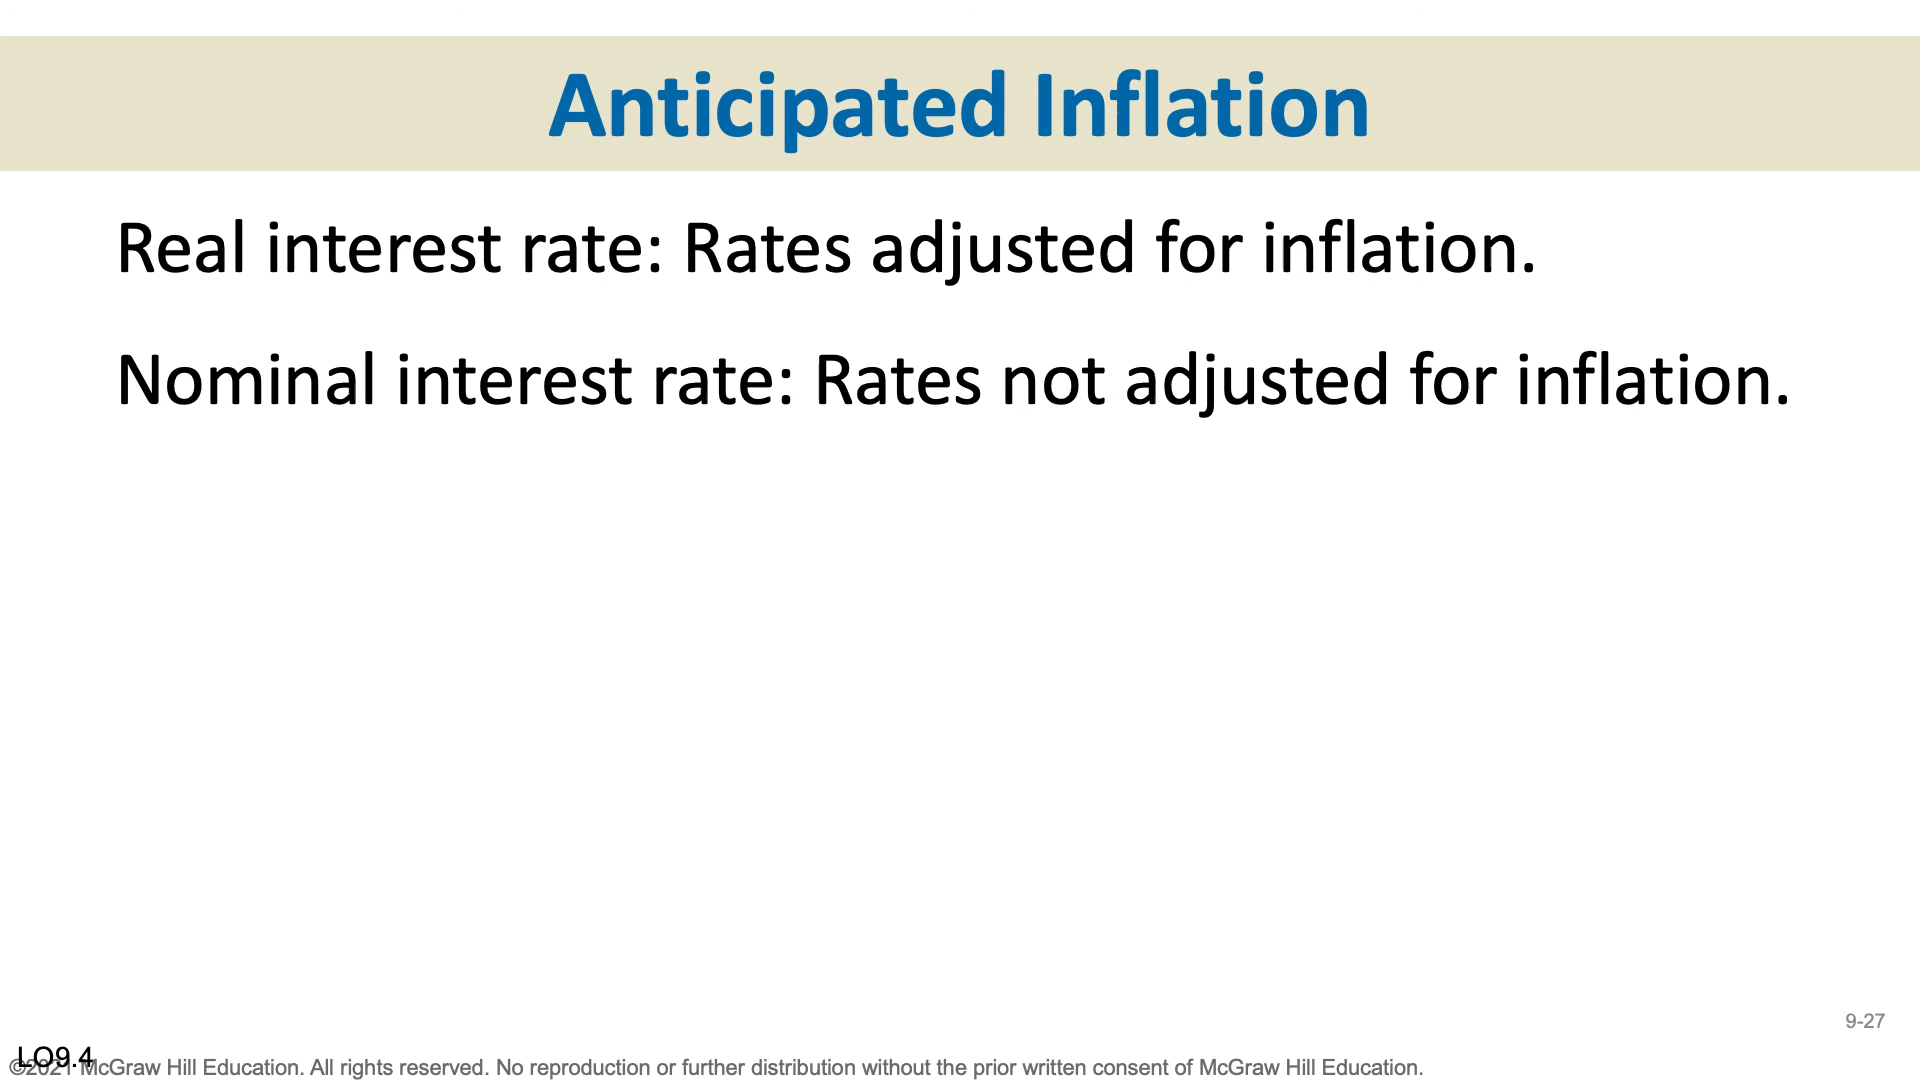 Anticipated Inflation
Real interest rate: Rates adjusted for inflation.
Nominal interest rate: Rates not adjusted for inflation.
9-27
LO9.4
©2021 McGraw Hill Education. All rights reserved. No reproduction or further distribution without the prior written consent of McGraw Hill Education.